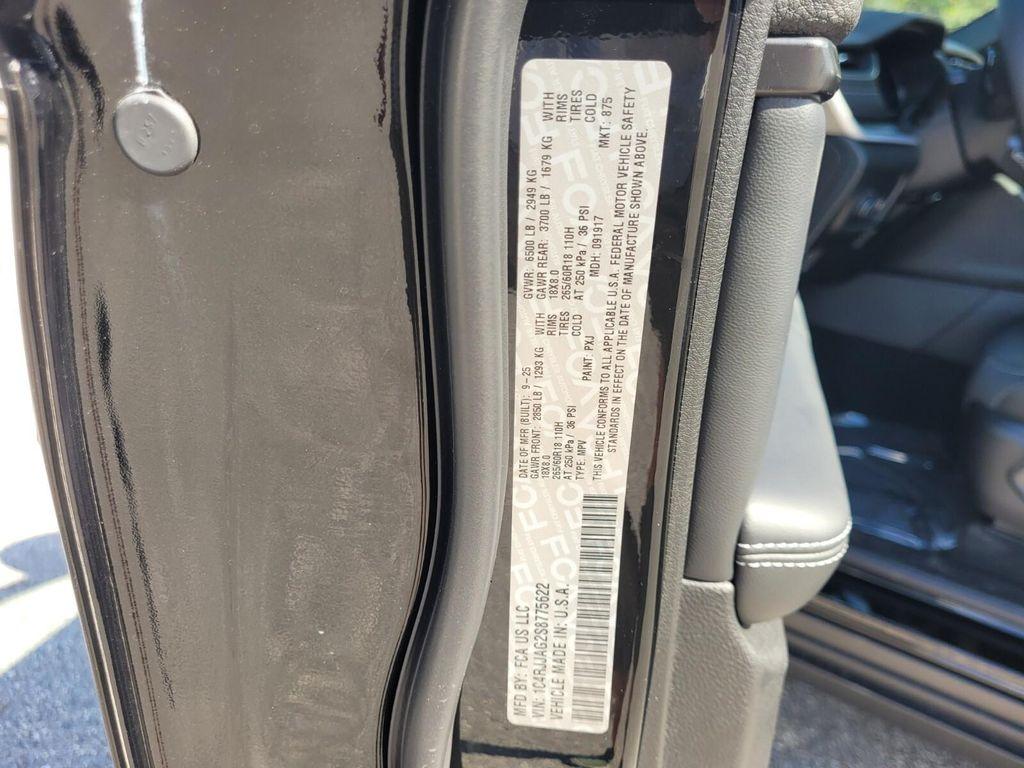 MFD BY: FCA US LLC
DATE OF MFR (BUILT): 9-25
GVWR: 6500 LB / 2949 KG
GAWR FRONT: 2850 LB / 1293 KG WITH
18X8.0 RIMS
265/60R18 110H TIRES
AT 250 kPa / 36 PSI COLD
GAWR REAR: 3700 LB / 1679 KG WITH
18X8.0 RIMS
265/60R18 110H TIRES
AT 250 kPa / 36 PSI COLD
VIN: 1C4RJJAG2S8775622
TYPE: MPV PAINT: PXJ MDH: 091917 MKT: 875
VEHICLE MADE IN: U.S.A.
THIS VEHICLE CONFORMS TO ALL APPLICABLE U.S.A. FEDERAL MOTOR VEHICLE SAFETY
STANDARDS IN EFFECT ON THE DATE OF MANUFACTURE SHOWN ABOVE.